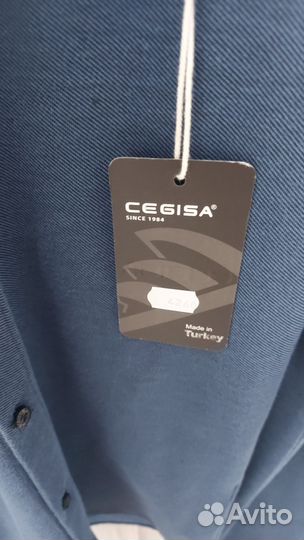 CEGISA®
SINCE 1984
Made in
Turkey
Avito